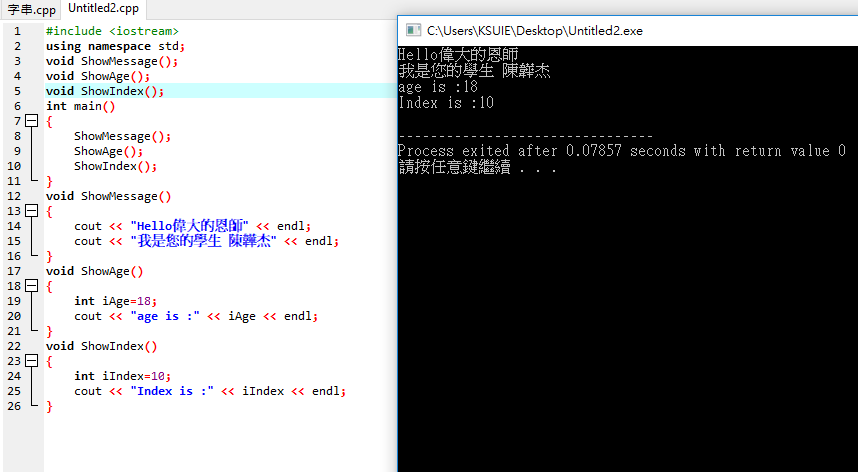 字串.cpp Untitled2.cpp
1 #include <iostream>
2 using namespace std;
3 void ShowMessage();
4 void ShowAge();
5 void ShowIndex();
6 int main()
7 {
8 ShowMessage();
9 ShowAge();
10 ShowIndex();
11 }
12 void ShowMessage()
13 {
14 cout << "Hello偉大的恩師" << endl;
15 cout << "我是您的學生 陳韡杰" << endl;
16 }
17 void ShowAge()
18 {
19 int iAge=18;
20 cout << "age is :" << iAge << endl;
21 }
22 void ShowIndex()
23 {
24 int iIndex=10;
25 cout << "Index is :" << iIndex << endl;
26 }
C:\Users\KSUIE\Desktop\Untitled2.exe
Hello偉大的恩師
我是您的學生 陳韡杰
age is :18
Index is :10
--------------------------------
Process exited after 0.07857 seconds with return value 0
請按任意鍵繼續 . . .